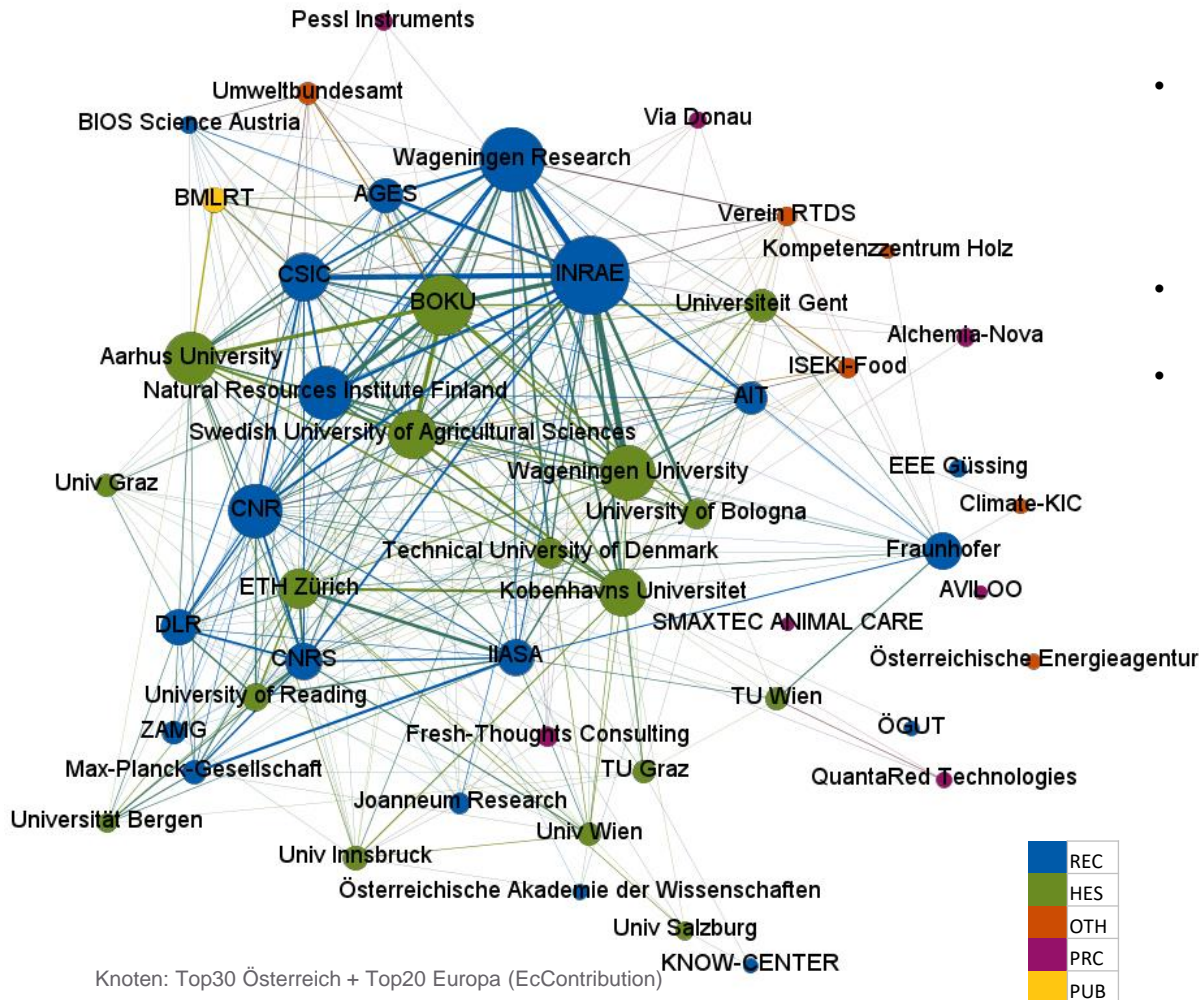 Pessl Instruments
Umweltbundesamt
BIOS Science Austria
Via Donau
Wageningen Research
AGES
BMLRT
Verein RTDS
Kompetenzzentrum Holz
CSIC
INRAE
BOKU
Universiteit Gent
Alchemia-Nova
Aarhus University
ISEKI-Food
Natural Resources Institute Finland
AIT
Swedish University of Agricultural Sciences
Wageningen University
EEE Güssing
Univ Graz
CNR
University of Bologna
Climate-KIC
Technical University of Denmark
Fraunhofer
ETH Zürich
Kobenhavns Universitet
AVILOO
DLR
SMAXTEC ANIMAL CARE
CNRS
IIASA
Österreichische Energieagentur
University of Reading
TU Wien
ZAMG
Fresh-Thoughts Consulting
ÖGUT
Max-Planck-Gesellschaft
TU Graz
QuantaRed Technologies
Joanneum Research
Universität Bergen
Univ Wien
Univ Innsbruck
Österreichische Akademie der Wissenschaften
Univ Salzburg
KNOW-CENTER
REC
HES
OTH
PRC
PUB
Knoten: Top30 Österreich + Top20 Europa (EcContribution)